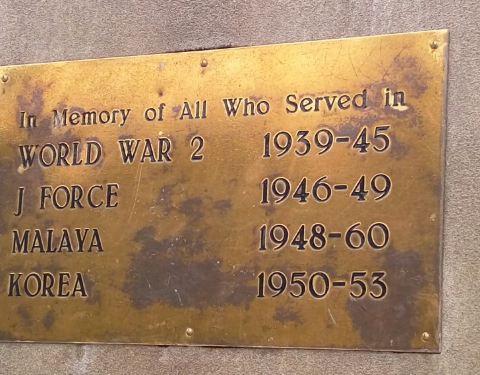 In Memory of All Who Served in
WORLD WAR 2 1939-45
J FORCE 1946-49
MALAYA 1948-60
KOREA 1950-53